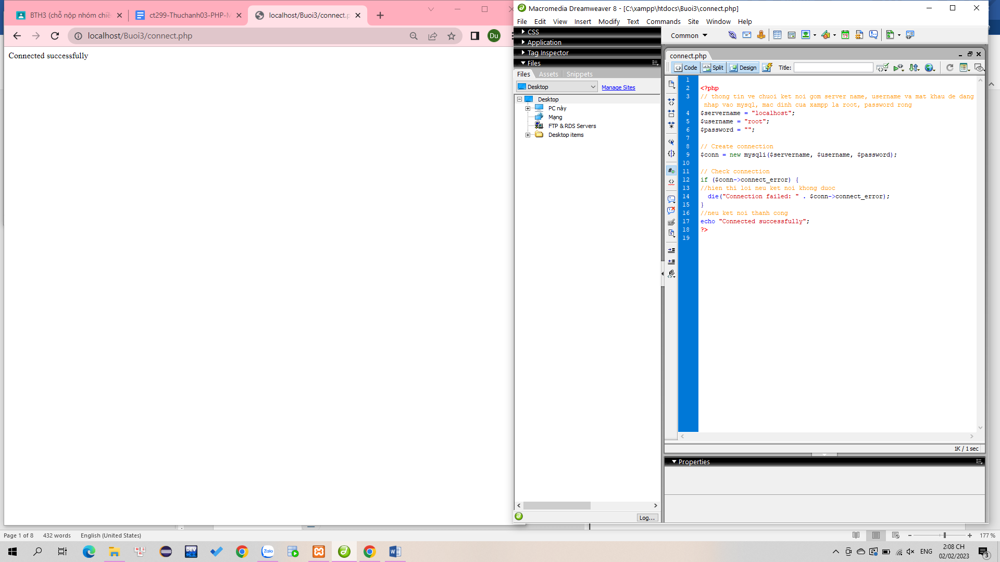 BTH3 (chỗ nộp nhóm chiề
ct299-Thuchanh03-PHP-M
localhost/Buoi3/connect.p
localhost/Buoi3/connect.php
Du
Connected successfully
Macromedia Dreamweaver 8 - [C:\xampp\htdocs\Buoi3\connect.php]
File Edit View Insert Modify Text Commands Site Window Help
CSS
Application
Tag Inspector
Files
Files Assets Snippets
Desktop
Manage Sites
Desktop
PC này
Mạng
FTP & RDS Servers
Desktop items
Log...
Common
19
connect.php
Code Split Design Title:
1
2 <?php
3 // thong tin ve chuoi ket noi gom server name, username va mat khau de dang
nhap vao mysql, mac dinh cua xampp la root, password rong
4 $servername = "localhost";
5 $username = "root";
6 $password = "";
7
8 // Create connection
9 $conn = new mysqli($servername, $username, $password);
10
11 // Check connection
12 if ($conn->connect_error) {
13 //hien thi loi neu ket noi khong duoc
14 die("Connection failed: " . $conn->connect_error);
15 }
16 //neu ket noi thanh cong
17 echo "Connected successfully";
18 ?>
19
1K / 1 sec
Properties
Page 1 of 8 432 words English (United States)
177 %
DEV
Zalo
ENG
2:08 CH
02/02/2023
3